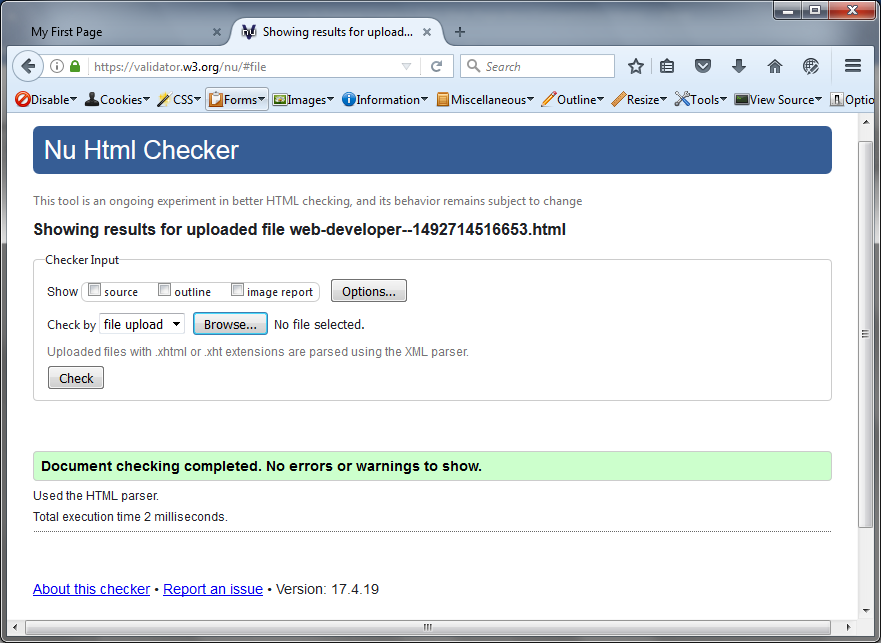 My First Page
Showing results for upload...
https://validator.w3.org/nu/#file
Search
Disable Cookies CSS Forms Images Information Miscellaneous Outline Resize Tools View Source Optio
Nu Html Checker
This tool is an ongoing experiment in better HTML checking, and its behavior remains subject to change
Showing results for uploaded file web-developer--1492714516653.html
Checker Input
Show source outline image report Options...
Check by file upload Browse... No file selected.
Uploaded files with .xhtml or .xht extensions are parsed using the XML parser.
Check
Document checking completed. No errors or warnings to show.
Used the HTML parser.
Total execution time 2 milliseconds.
About this checker • Report an issue • Version: 17.4.19